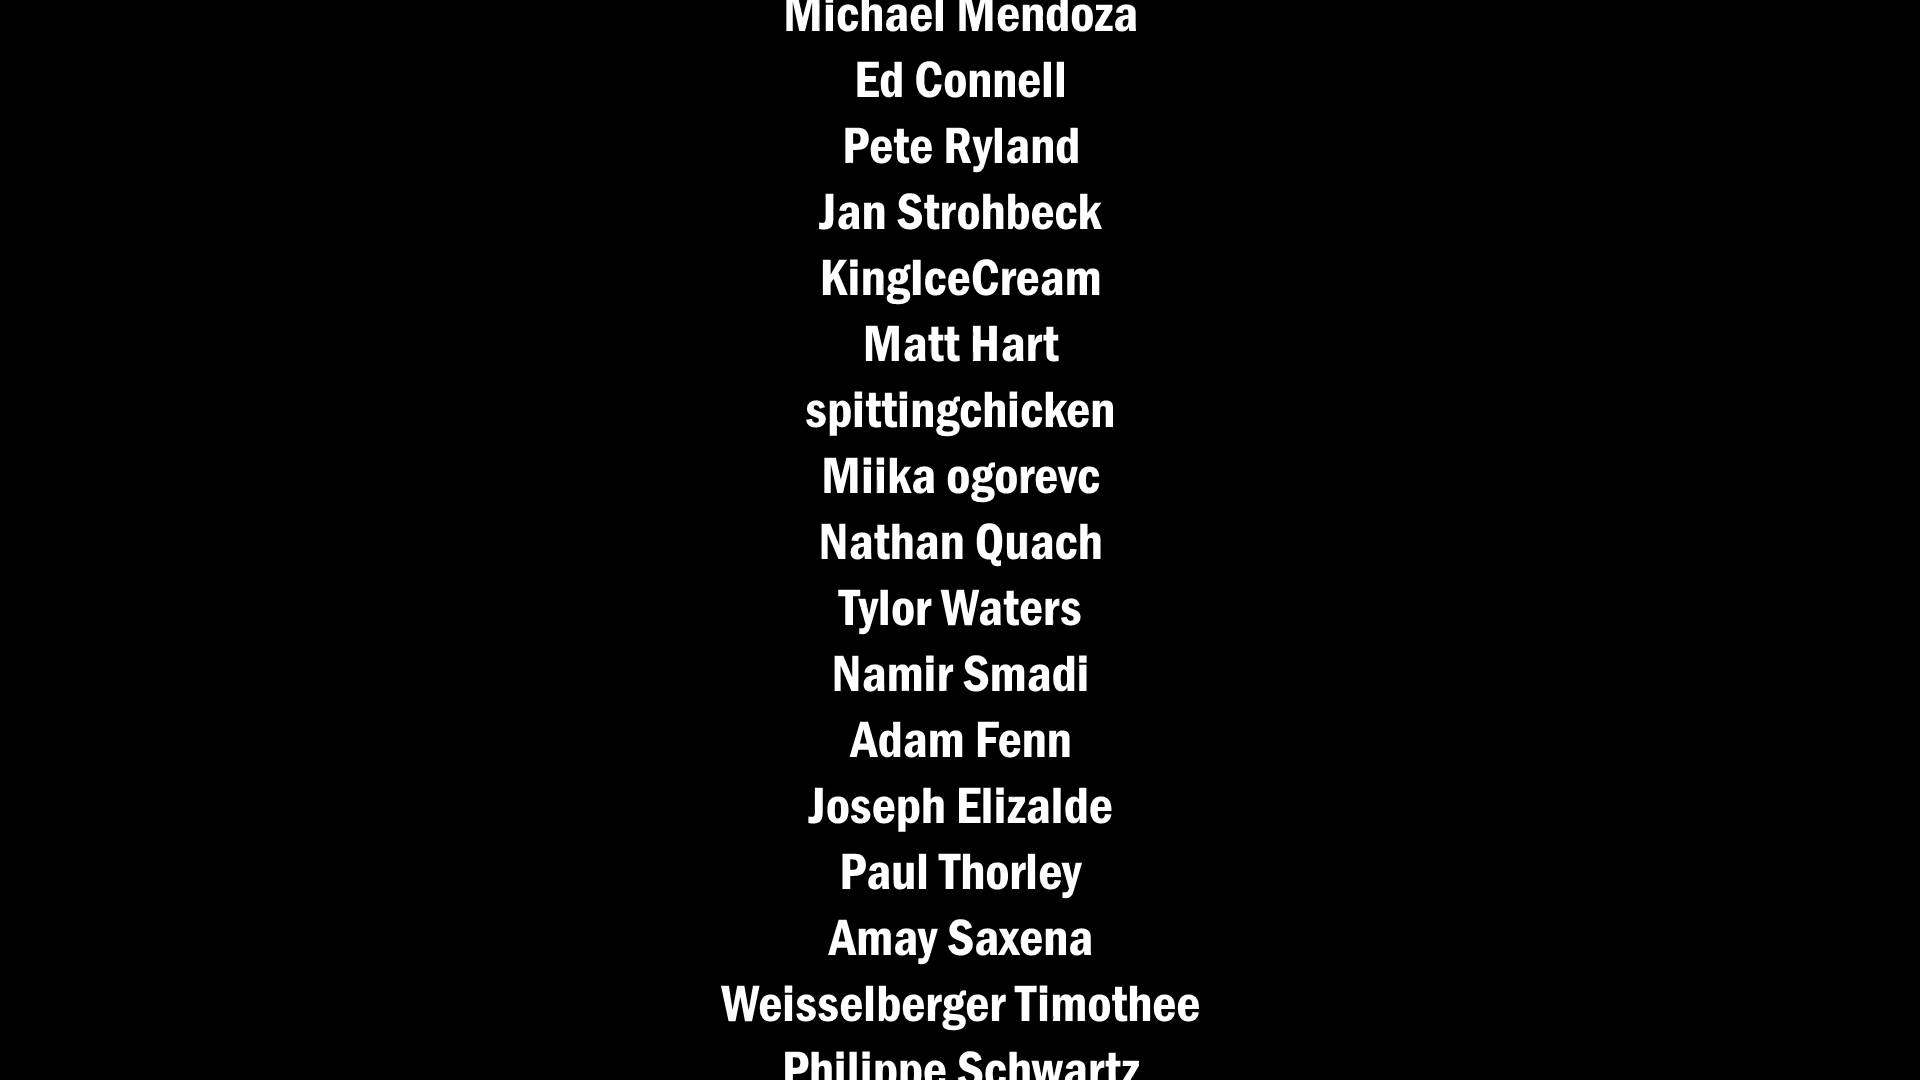 Michael Mendoza
Ed Connell
Pete Ryland
Jan Strohbeck
KingIceCream
Matt Hart
spittingchicken
Miika ogorevc
Nathan Quach
Tylor Waters
Namir Smadi
Adam Fenn
Joseph Elizalde
Paul Thorley
Amay Saxena
Weisselberger Timothee
Philippe Schwartz